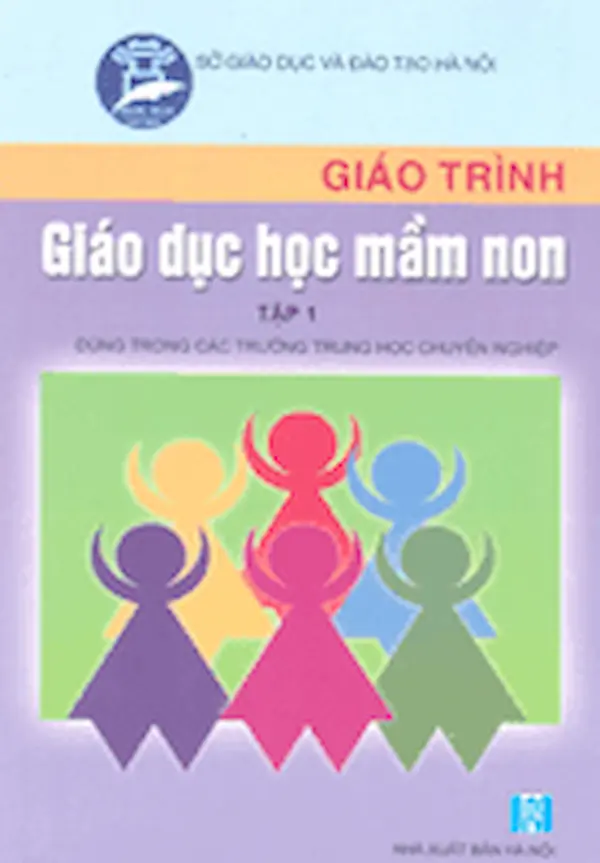 SỞ GIÁO DỤC VÀ ĐÀO TẠO HÀ NỘI
GIÁO TRÌNH
Giáo dục học mầm non
TẬP 1
DÙNG TRONG CÁC TRƯỜNG TRUNG HỌC CHUYÊN NGHIỆP
NHÀ XUẤT BẢN HÀ NỘI